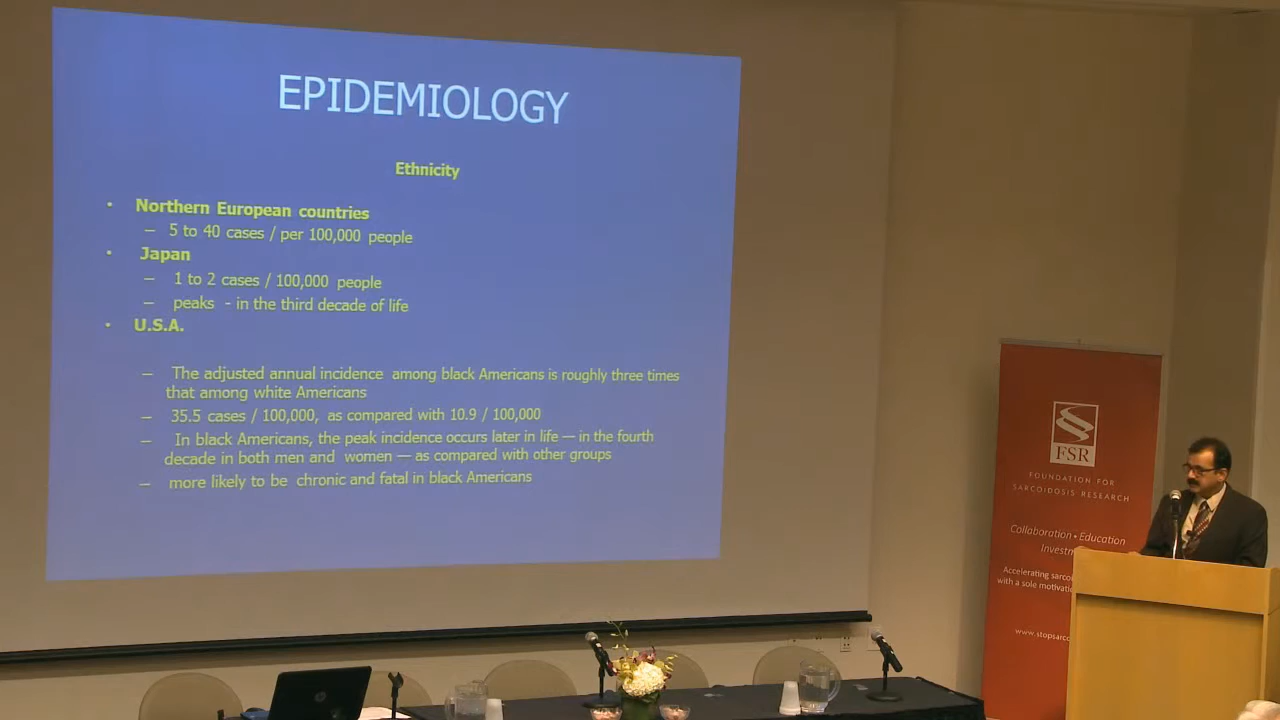 EPIDEMIOLOGY
Ethnicity
• Northern European countries
– 5 to 40 cases / per 100,000 people
• Japan
– 1 to 2 cases / 100,000 people
– peaks - in the third decade of life
• U.S.A.
– The adjusted annual incidence among black Americans is roughly three times
that among white Americans
– 35.5 cases / 100,000, as compared with 10.9 / 100,000
– In black Americans, the peak incidence occurs later in life — in the fourth
decade in both men and women — as compared with other groups
– more likely to be chronic and fatal in black Americans
FSR
FOUNDATION FOR
SARCOIDOSIS RESEARCH
Collaboration • Education
Accelerating
with a sole